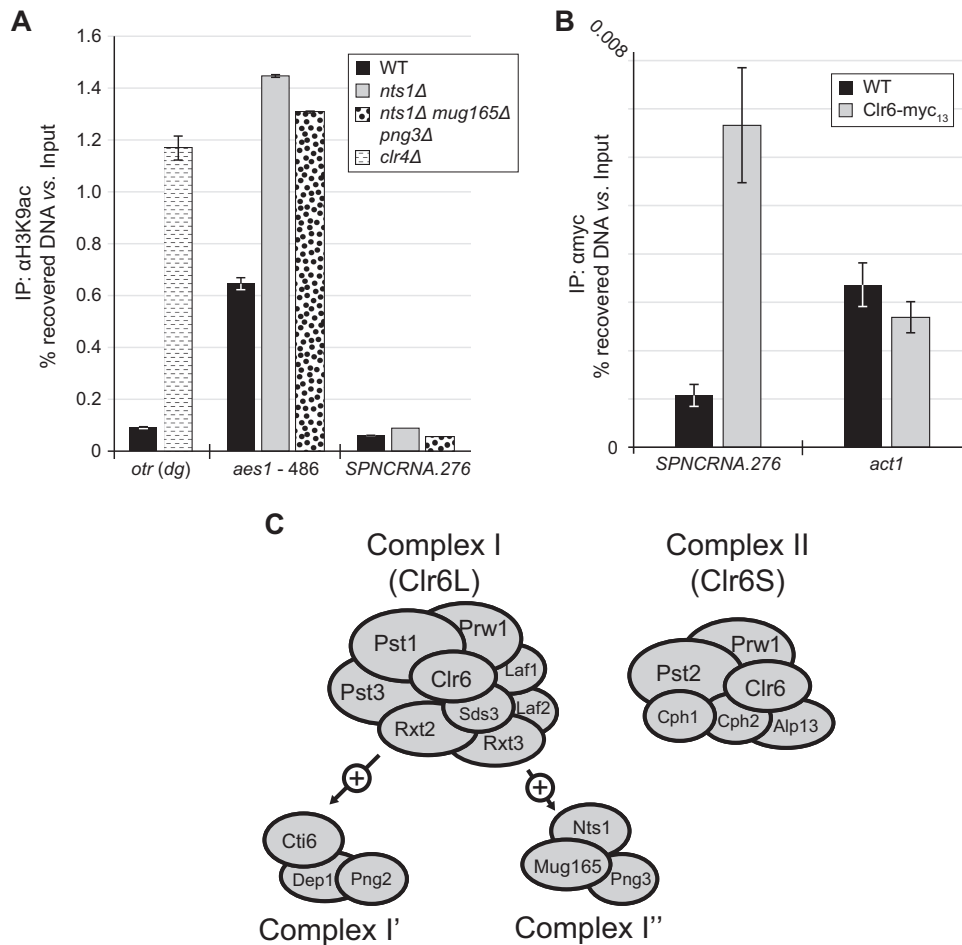 A
IP: αH3K9ac
% recovered DNA vs. Input
1.6
1.4
1.2
1.0
0.8
0.6
0.4
0.2
0
WT
nts1Δ
nts1Δ mug165Δ
png3Δ
clr4Δ
otr (dg)
aes1 - 486
SPNCRNA.276
B
IP: αmyc
% recovered DNA vs. Input
0.008
0
WT
Clr6-myc13
SPNCRNA.276
act1
C
Complex I
(Clr6L)
Pst1
Prw1
Clr6
Laf1
Pst3
Sds3
Laf2
Rxt2
Rxt3
+
+
Cti6
Dep1
Png2
Complex I'
Nts1
Mug165
Png3
Complex I''
Complex II
(Clr6S)
Prw1
Pst2
Clr6
Cph1
Cph2
Alp13